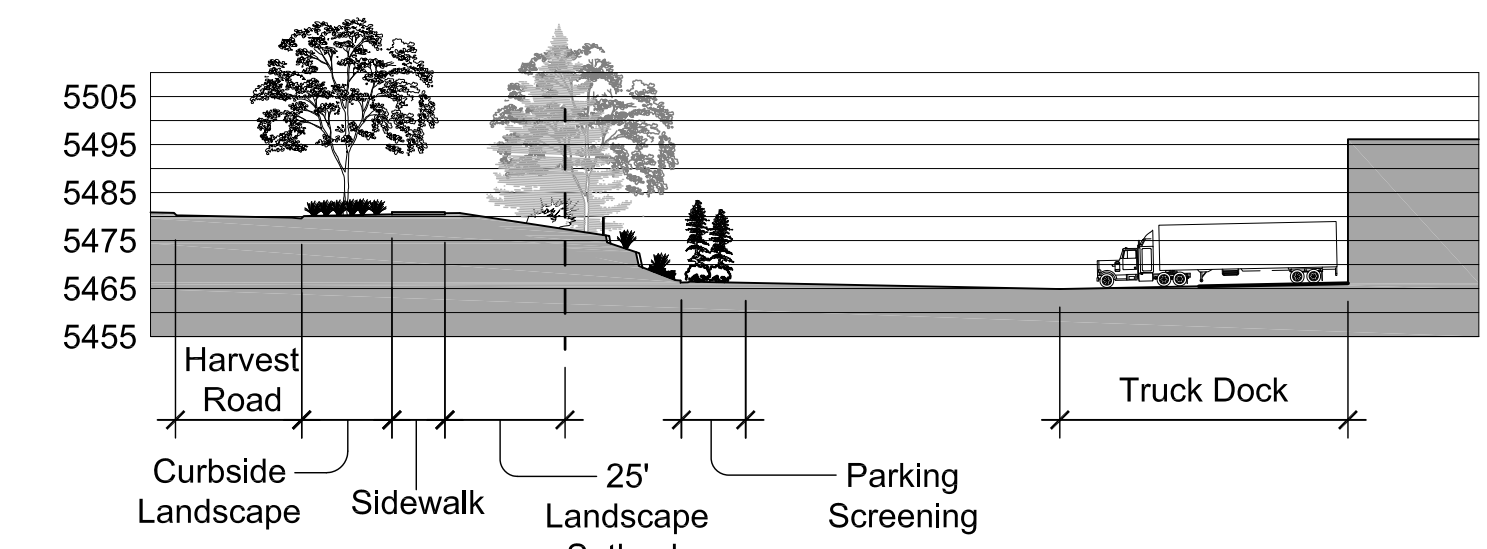 5505
5495
5485
5475
5465
5455
Harvest
Road
Truck Dock
Curbside
Landscape
Sidewalk
25'
Landscape
Parking
Screening